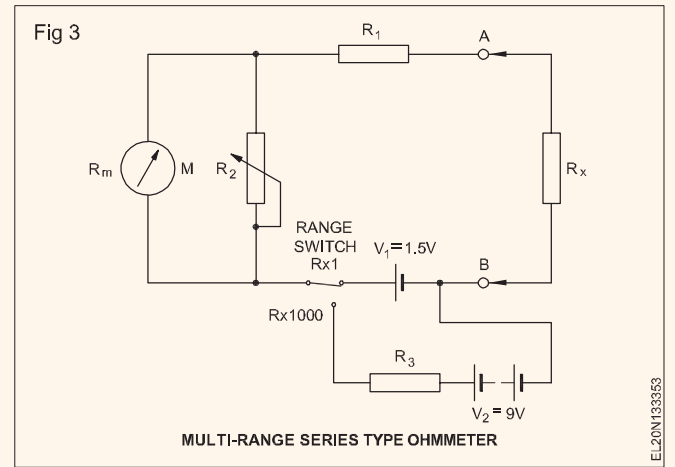 Fig 3
R1
A
Rm
M
R2
Rx
RANGE
SWITCH
Rx1
V1= 1.5V
B
Rx1000
R3
V2 = 9V
MULTI-RANGE SERIES TYPE OHMMETER
EL20N133353